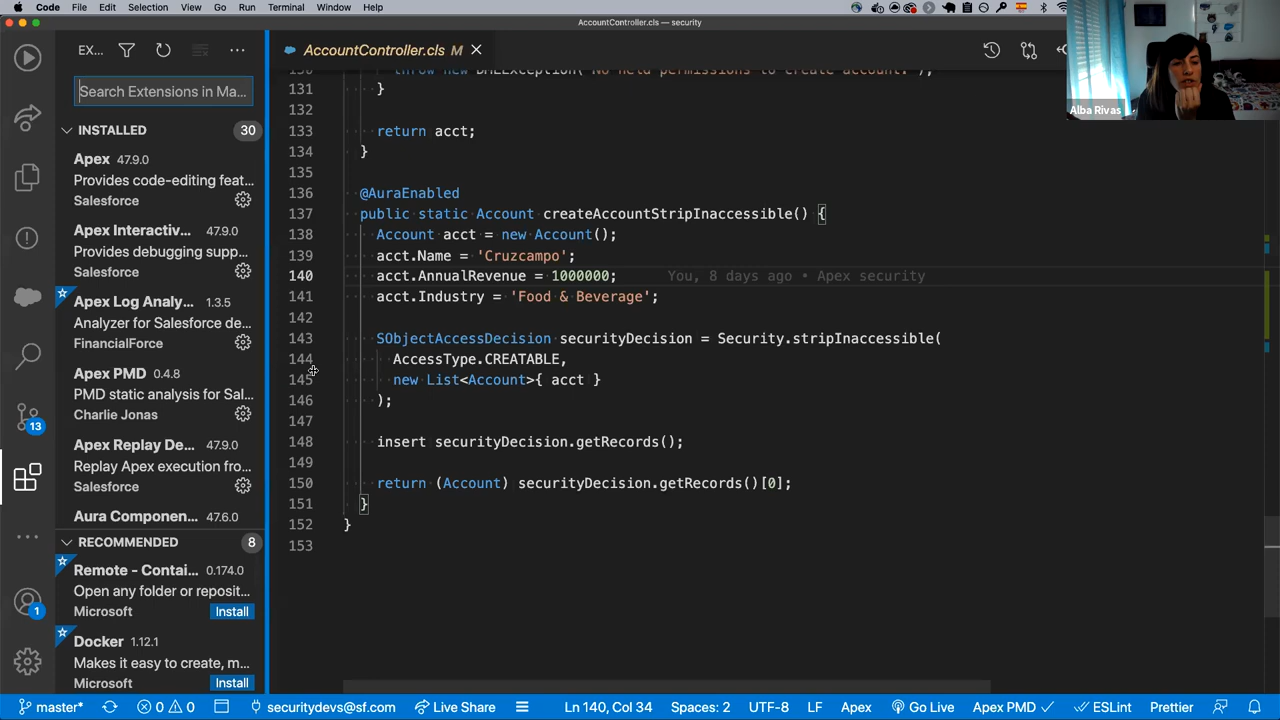 Code File Edit Selection View Go Run Terminal Window Help
AccountController.cls — security
EX...
AccountController.cls M
Alba Rivas
Search Extensions in Ma...
INSTALLED 30
Apex 47.9.0
Provides code-editing feat...
Salesforce
Apex Interactiv... 47.9.0
Provides debugging supp...
Salesforce
Apex Log Analy... 1.3.5
Analyzer for Salesforce de...
FinancialForce
Apex PMD 0.4.8
PMD static analysis for Sal...
Charlie Jonas
Apex Replay De... 47.9.0
Replay Apex execution fro...
Salesforce
Aura Componen... 47.6.0
RECOMMENDED 8
Remote - Contai... 0.174.0
Open any folder or reposit...
Microsoft Install
Docker 1.12.1
Makes it easy to create, m...
Microsoft Install
13
1
130 throw new DMLException('No field permissions to create account.');
131 }
132
133 return acct;
134 }
135
136 @AuraEnabled
137 public static Account createAccountStripInaccessible() {
138 Account acct = new Account();
139 acct.Name = 'Cruzcampo';
140 acct.AnnualRevenue = 1000000; You, 8 days ago • Apex security
141 acct.Industry = 'Food & Beverage';
142
143 SObjectAccessDecision securityDecision = Security.stripInaccessible(
144 AccessType.CREATABLE,
145 new List<Account>{ acct }
146 );
147
148 insert securityDecision.getRecords();
149
150 return (Account) securityDecision.getRecords()[0];
151 }
152 }
153
master* 0 0 securitydevs@sf.com Live Share Ln 140, Col 34 Spaces: 2 UTF-8 LF Apex Go Live Apex PMD ESLint Prettier